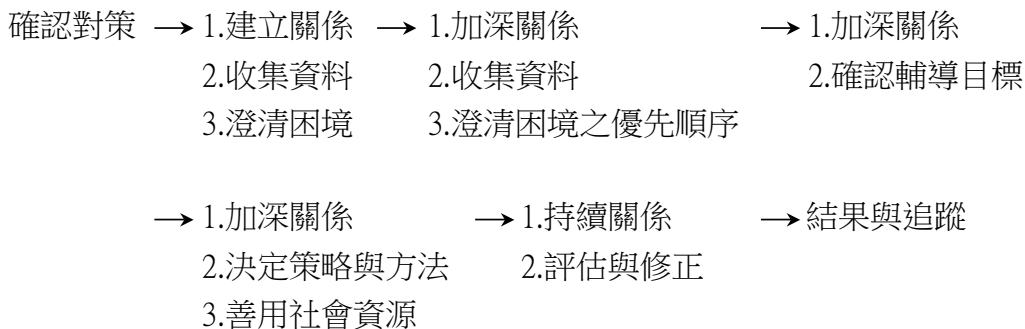 確認對策 → 1.建立關係 → 1.加深關係 → 1.加深關係
2.收集資料 2.收集資料 2.確認輔導目標
3.澄清困境 3.澄清困境之優先順序
→ 1.加深關係 → 1.持續關係 → 結果與追蹤
2.決定策略與方法 2.評估與修正
3.善用社會資源